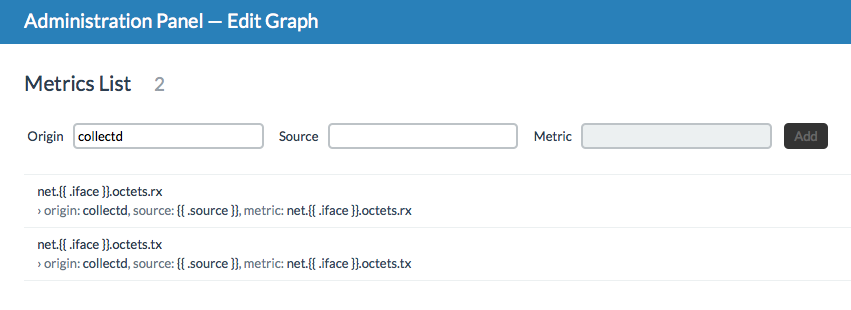 Administration Panel — Edit Graph
Metrics List 2
Origin collectd Source Metric Add
net.{{ .iface }}.octets.rx
› origin: collectd, source: {{ .source }}, metric: net.{{ .iface }}.octets.rx
net.{{ .iface }}.octets.tx
› origin: collectd, source: {{ .source }}, metric: net.{{ .iface }}.octets.tx